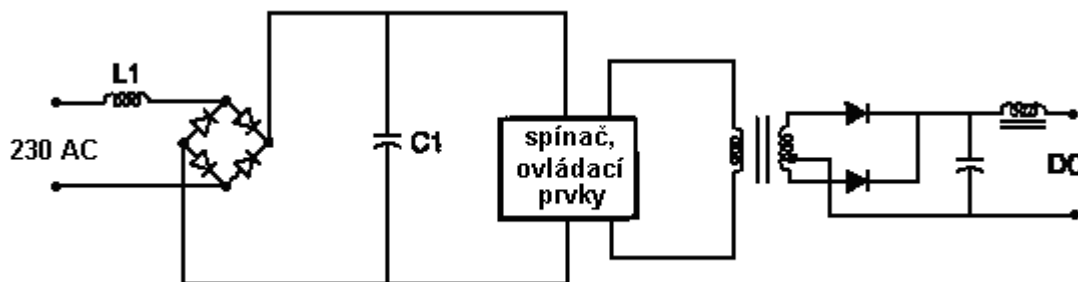 L1
230 AC
C1
spínač,
ovládací
prvky
DC